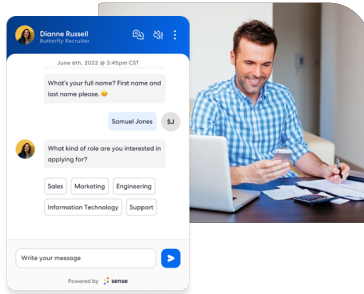 Dianne Russell
Butterfly Recruiter
June 6th, 2022 @ 5:45pm CST
What's your full name? First name and
last name please. 😀
Samuel Jones
SJ
What kind of role are you interested in
applying for?
Sales
Marketing
Engineering
Information Technology
Support
Write your message
Powered by sense